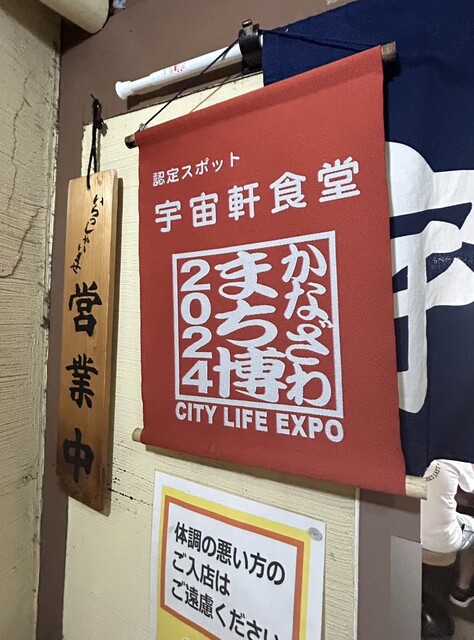 いらっしゃいませ
営業中
認定スポット
宇宙軒食堂
かなざわ
まち博
2024
CITY LIFE EXPO
体調の悪い方の
ご入店は
ご遠慮ください